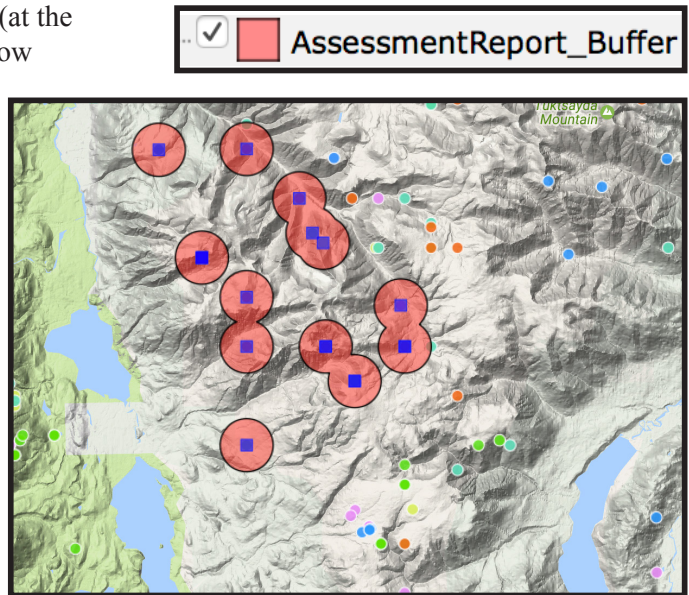 (at the
ow
AssessmentReport_Buffer
Tuktsayda
Mountain